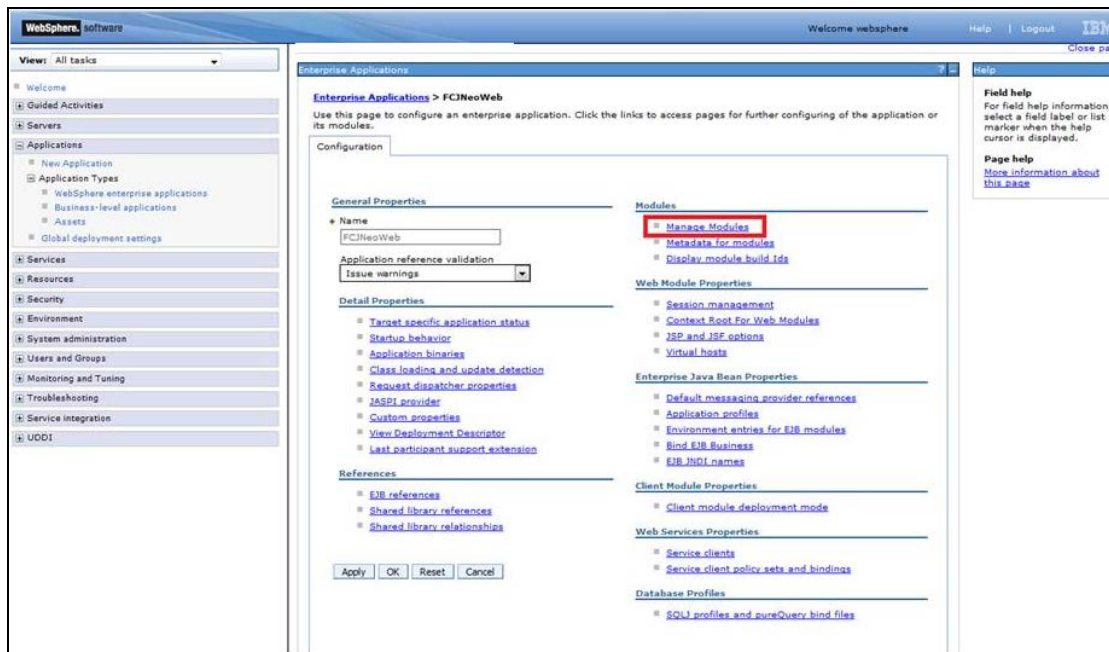 WebSphere. software
Welcome websphere
Help | Logout
IBM
Close pa
View: All tasks
Welcome
Guided Activities
Servers
Applications
New Application
Application Types
WebSphere enterprise applications
Business-level applications
Assets
Global deployment settings
Services
Resources
Security
Environment
System administration
Users and Groups
Monitoring and Tuning
Troubleshooting
Service integration
UDDI
Enterprise Applications
Enterprise Applications > FCJNeoWeb
Use this page to configure an enterprise application. Click the links to access pages for further configuring of the application or
its modules.
Configuration
General Properties
Name
FCJNeoWeb
Application reference validation
Issue warnings
Detail Properties
Target specific application status
Startup behavior
Application binaries
Class loading and update detection
Request dispatcher properties
JASPI provider
Custom properties
View Deployment Descriptor
Last participant support extension
References
EJB references
Shared library references
Shared library relationships
Apply OK Reset Cancel
Modules
Manage Modules
Metadata for modules
Display module build Ids
Web Module Properties
Session management
Context Root For Web Modules
JSP and JSF options
Virtual hosts
Enterprise Java Bean Properties
Default messaging provider references
Application profiles
Environment entries for EJB modules
Bind EJB Business
EJB JNDI names
Client Module Properties
Client module deployment mode
Web Services Properties
Service clients
Service client policy sets and bindings
Database Profiles
SQLJ profiles and pureQuery bind files
? –
Help
Field help
For field help information,
select a field label or list
marker when the help
cursor is displayed.
Page help
More information about
this page